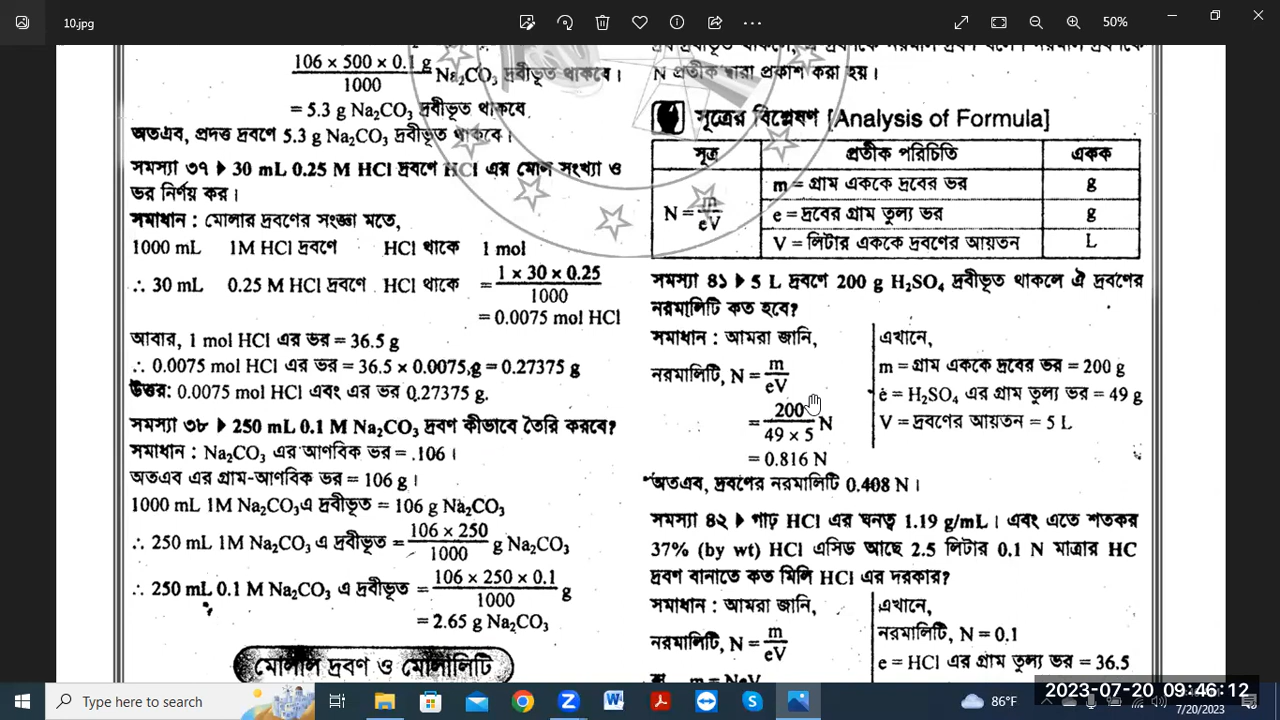 10.jpg
50%
106 × 500 × 0.1 g
1000
Na₂CO₃ দ্রবীভূত থাকবে।
= 5.3 g Na₂CO₃ দ্রবীভূত থাকবে
অতএব, প্রদত্ত দ্রবণে 5.3 g Na₂CO₃ দ্রবীভূত থাকবে।
সমস্যা ৩৭ ▶ 30 mL 0.25 M HCl দ্রবণে HCl এর মোল সংখ্যা ও
ভর নির্ণয় কর।
সমাধান : মোলার দ্রবণের সংজ্ঞা মতে,
1000 mL 1M HCl দ্রবণে HCl থাকে 1 mol
∴ 30 mL 0.25 M HCl দ্রবণে HCl থাকে = 1 × 30 × 0.25
1000
= 0.0075 mol HCl
আবার, 1 mol HCl এর ভর = 36.5 g
∴ 0.0075 mol HCl এর ভর = 36.5 × 0.0075 g = 0.27375 g
উত্তর: 0.0075 mol HCl এবং এর ভর 0.27375 g.
সমস্যা ৩৮ ▶ 250 mL 0.1 M Na₂CO₃ দ্রবণ কীভাবে তৈরি করবে?
সমাধান : Na₂CO₃ এর আণবিক ভর = 106।
অতএব এর গ্রাম-আণবিক ভর = 106 g।
1000 mL 1M Na₂CO₃ এ দ্রবীভূত = 106 g Na₂CO₃
∴ 250 mL 1M Na₂CO₃ এ দ্রবীভূত = 106 × 250
1000
g Na₂CO₃
∴ 250 mL 0.1 M Na₂CO₃ এ দ্রবীভূত = 106 × 250 × 0.1
1000
g
= 2.65 g Na₂CO₃
মোলাল দ্রবণ ও মোলালিটি
N প্রতীক দ্বারা প্রকাশ করা হয়।
সূত্রের বিশ্লেষণ [Analysis of Formula]
সূত্র প্রতীক পরিচিতি একক
N = m
eV
m = গ্রাম এককে দ্রবের ভর g
e = দ্রবের গ্রাম তুল্য ভর g
V = লিটার এককে দ্রবণের আয়তন L
সমস্যা ৪১ ▶ 5 L দ্রবণে 200 g H₂SO₄ দ্রবীভূত থাকলে ঐ দ্রবণের
নরমালিটি কত হবে?
সমাধান : আমরা জানি,
নরমালিটি, N = m
eV
= 200
49 × 5
N
= 0.816 N
এখানে,
m = গ্রাম এককে দ্রবের ভর = 200 g
e = H₂SO₄ এর গ্রাম তুল্য ভর = 49 g
V = দ্রবণের আয়তন = 5 L
অতএব, দ্রবণের নরমালিটি 0.408 N।
সমস্যা ৪২ ▶ গাঢ় HCl এর ঘনত্ব 1.19 g/mL। এবং এতে শতকর
37% (by wt) HCl এসিড আছে 2.5 লিটার 0.1 N মাত্রার HC
দ্রবণ বানাতে কত মিলি HCl এর দরকার?
সমাধান : আমরা জানি,
নরমালিটি, N = m
eV
বা m = NeV
এখানে,
নরমালিটি, N = 0.1
e = HCl এর গ্রাম তুল্য ভর = 36.5
Type here to search
86°F
2023-07-20 09:46:12
7/20/2023